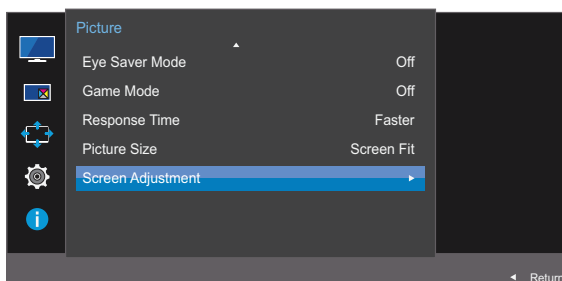 Picture
Eye Saver Mode Off
Game Mode Off
Response Time Faster
Picture Size Screen Fit
Screen Adjustment
Return